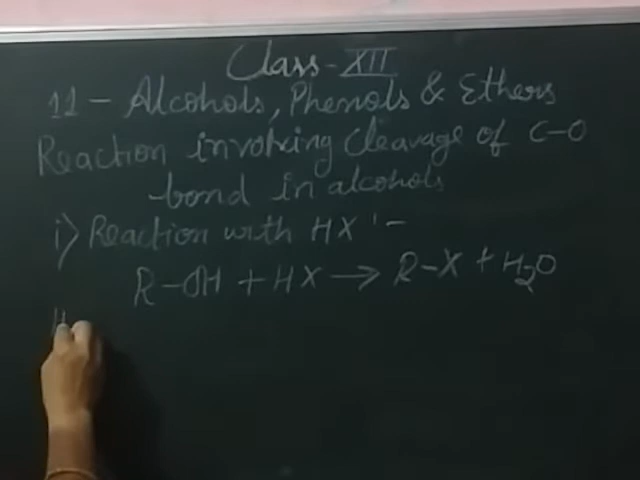 Class-XII
11 - Alcohols, Phenols & Ethers
Reaction involving Cleavage of C-O
bond in alcohols
i) Reaction with HX :-
R-OH + HX → R-X + H₂O